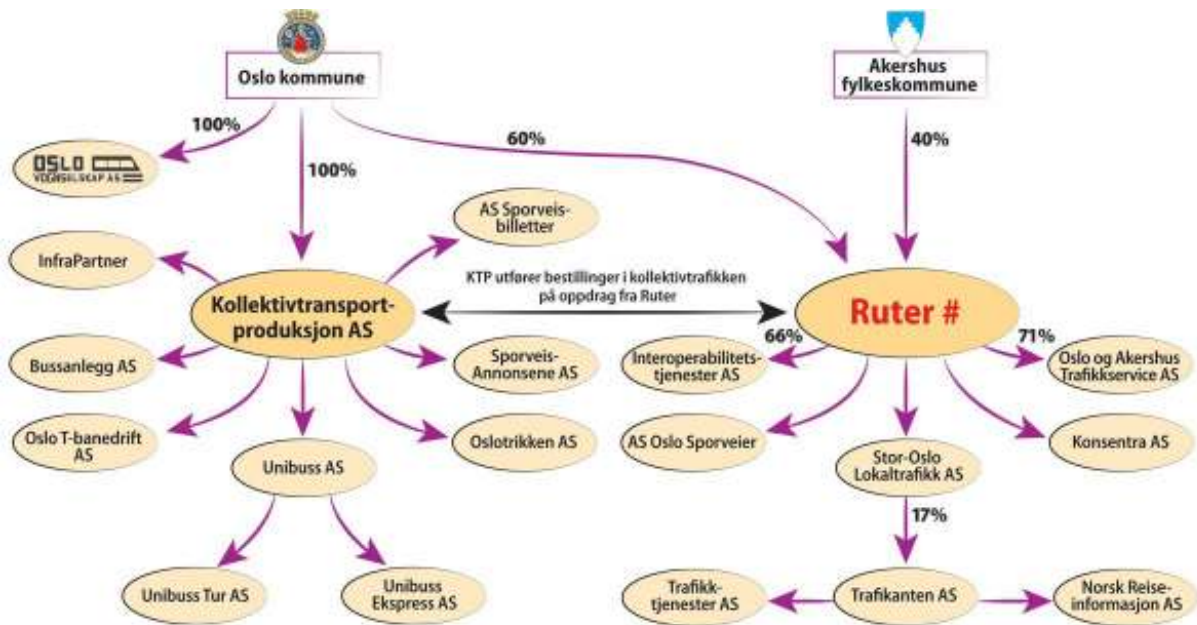 Oslo kommune
Akershus
fylkeskommune
100%
100%
60%
40%
OSLO
VOGNSELSKAP AS
AS Sporveis-
billetter
InfraPartner
KTP utfører bestillinger i kollektivtrafikken
på oppdrag fra Ruter
Kollektivtransport-
produksjon AS
Ruter #
66%
71%
Bussanlegg AS
Sporveis-
Annonsene AS
Interoperabilitets-
tjenester AS
Oslo og Akershus
Trafikkservice AS
Oslo T-banedrift
AS
Oslotrikken AS
AS Oslo Sporveier
Konsentra AS
Unibuss AS
Stor-Oslo
Lokaltrafikk AS
17%
Unibuss Tur AS
Unibuss
Ekspress AS
Trafikk-
tjenester AS
Trafikanten AS
Norsk Reise-
informasjon AS